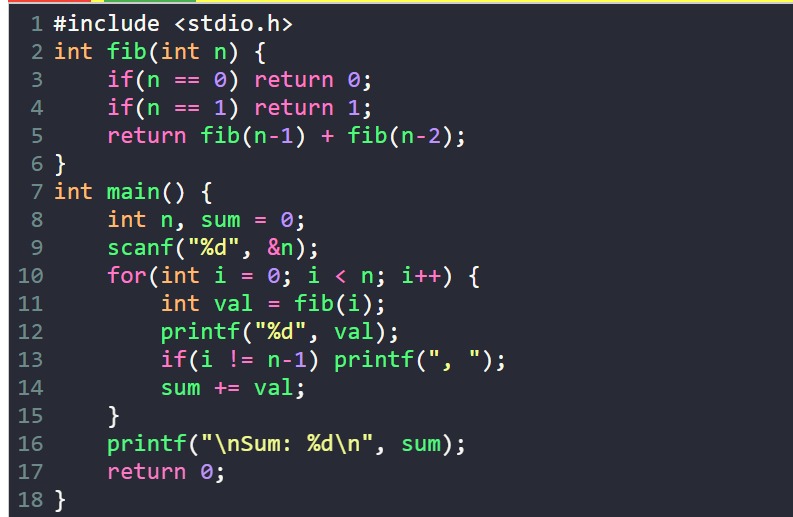 1 #include <stdio.h>
2 int fib(int n) {
3     if(n == 0) return 0;
4     if(n == 1) return 1;
5     return fib(n-1) + fib(n-2);
6 }
7 int main() {
8     int n, sum = 0;
9     scanf("%d", &n);
10     for(int i = 0; i < n; i++) {
11         int val = fib(i);
12         printf("%d", val);
13         if(i != n-1) printf(", ");
14         sum += val;
15     }
16     printf("\nSum: %d\n", sum);
17     return 0;
18 }